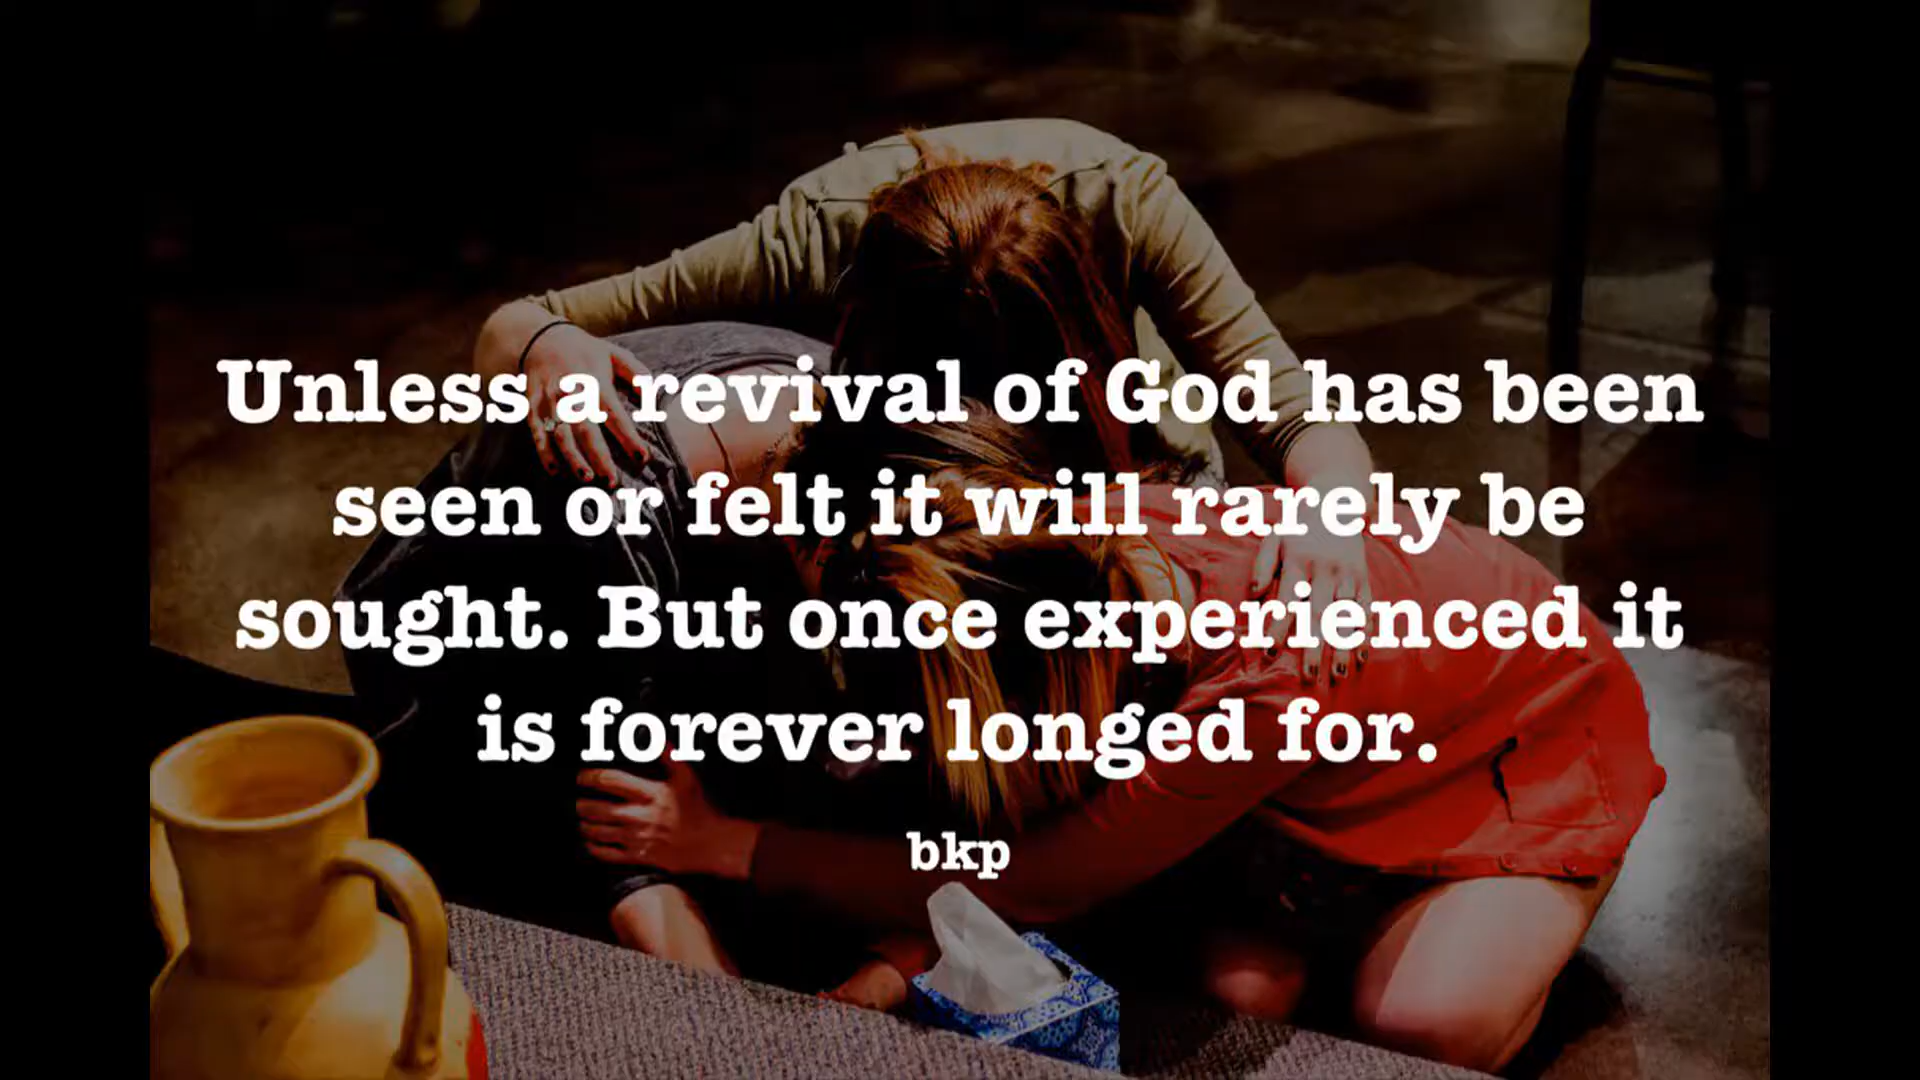 Unless a revival of God has been
seen or felt it will rarely be
sought. But once experienced it
is forever longed for.
bkp